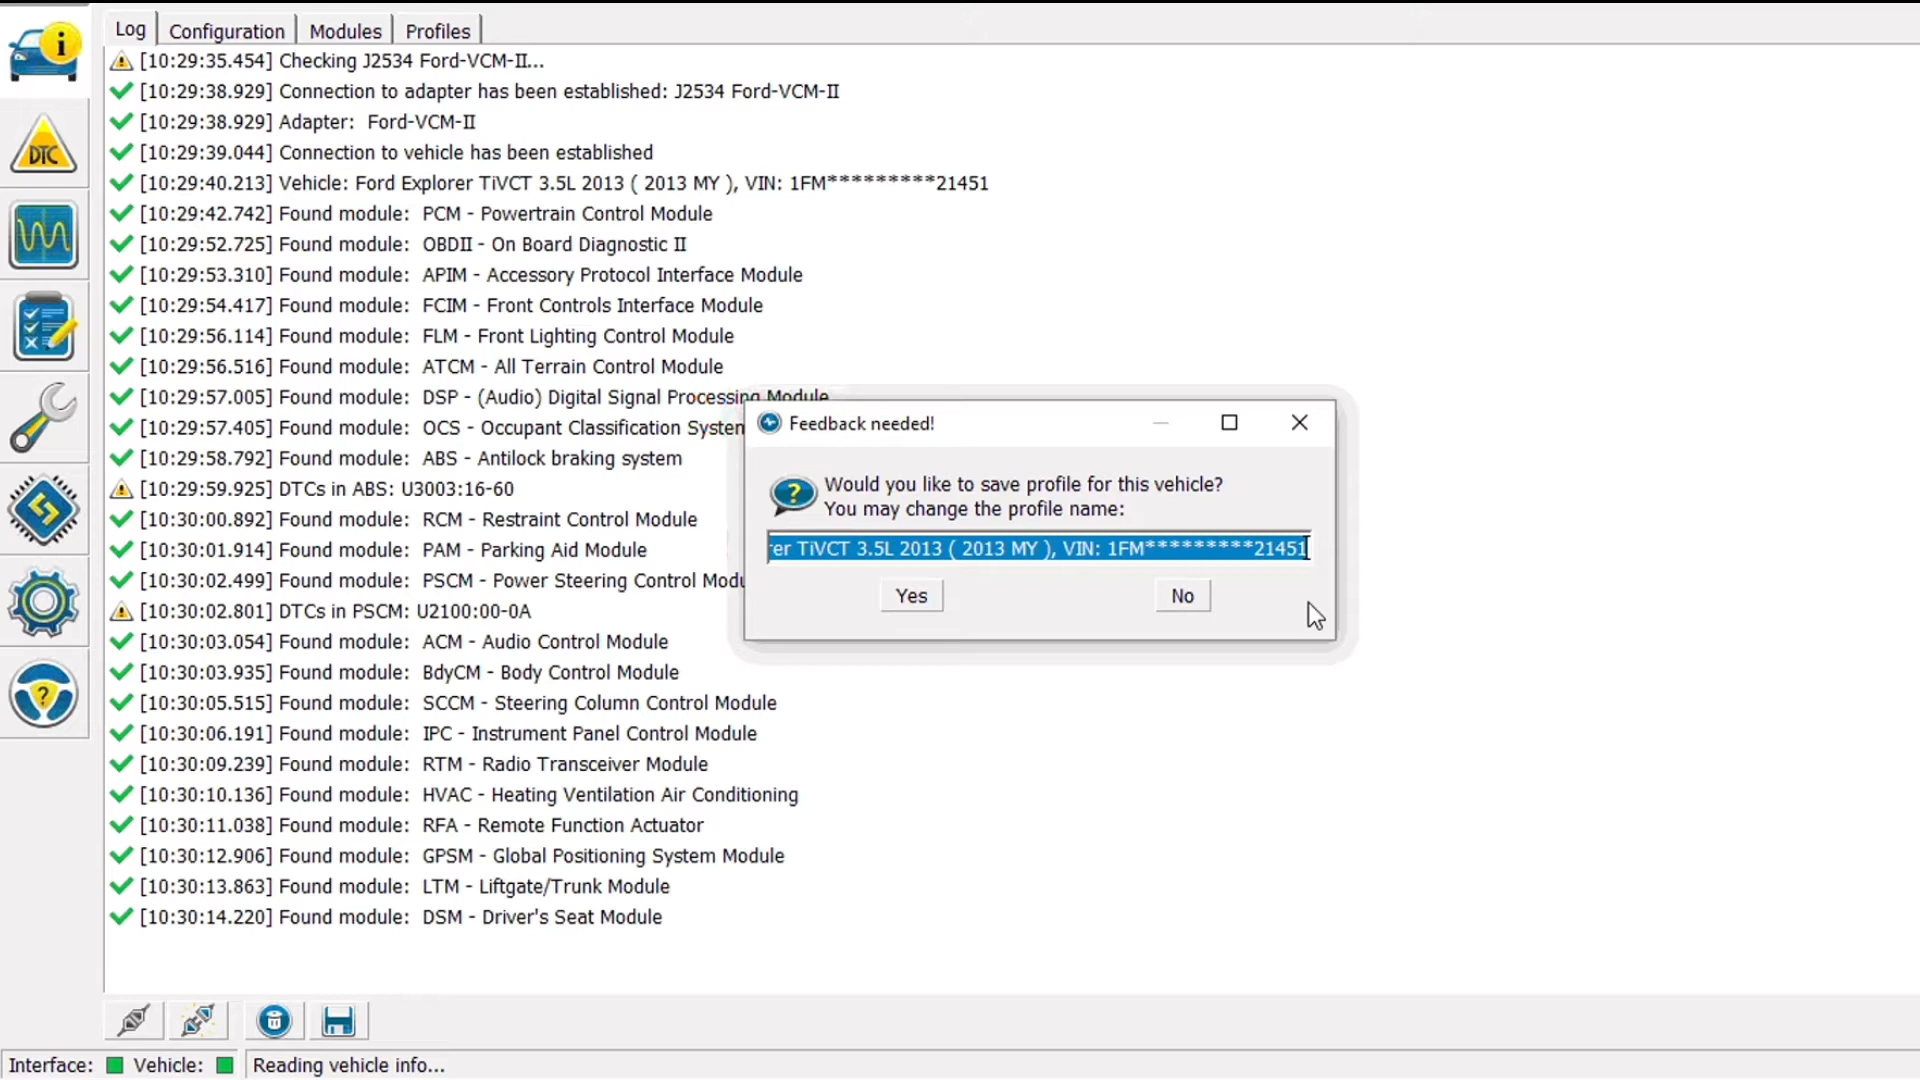 Log Configuration Modules Profiles
[10:29:35.454] Checking J2534 Ford-VCM-II...
[10:29:38.929] Connection to adapter has been established: J2534 Ford-VCM-II
[10:29:38.929] Adapter: Ford-VCM-II
[10:29:39.044] Connection to vehicle has been established
[10:29:40.213] Vehicle: Ford Explorer TiVCT 3.5L 2013 ( 2013 MY ), VIN: 1FM*********21451
[10:29:42.742] Found module: PCM - Powertrain Control Module
[10:29:52.725] Found module: OBDII - On Board Diagnostic II
[10:29:53.310] Found module: APIM - Accessory Protocol Interface Module
[10:29:54.417] Found module: FCIM - Front Controls Interface Module
[10:29:56.114] Found module: FLM - Front Lighting Control Module
[10:29:56.516] Found module: ATCM - All Terrain Control Module
[10:29:57.005] Found module: DSP - (Audio) Digital Signal Processing Module
[10:29:57.405] Found module: OCS - Occupant Classification System
[10:29:58.792] Found module: ABS - Antilock braking system
[10:29:59.925] DTCs in ABS: U3003:16-60
[10:30:00.892] Found module: RCM - Restraint Control Module
[10:30:01.914] Found module: PAM - Parking Aid Module
[10:30:02.499] Found module: PSCM - Power Steering Control Modu
[10:30:02.801] DTCs in PSCM: U2100:00-0A
[10:30:03.054] Found module: ACM - Audio Control Module
[10:30:03.935] Found module: BdyCM - Body Control Module
[10:30:05.515] Found module: SCCM - Steering Column Control Module
[10:30:06.191] Found module: IPC - Instrument Panel Control Module
[10:30:09.239] Found module: RTM - Radio Transceiver Module
[10:30:10.136] Found module: HVAC - Heating Ventilation Air Conditioning
[10:30:11.038] Found module: RFA - Remote Function Actuator
[10:30:12.906] Found module: GPSM - Global Positioning System Module
[10:30:13.863] Found module: LTM - Liftgate/Trunk Module
[10:30:14.220] Found module: DSM - Driver's Seat Module
DTC
Feedback needed!
Would you like to save profile for this vehicle?
You may change the profile name:
rer TiVCT 3.5L 2013 ( 2013 MY ), VIN: 1FM*********21451
Yes No
Interface: Vehicle: Reading vehicle info...